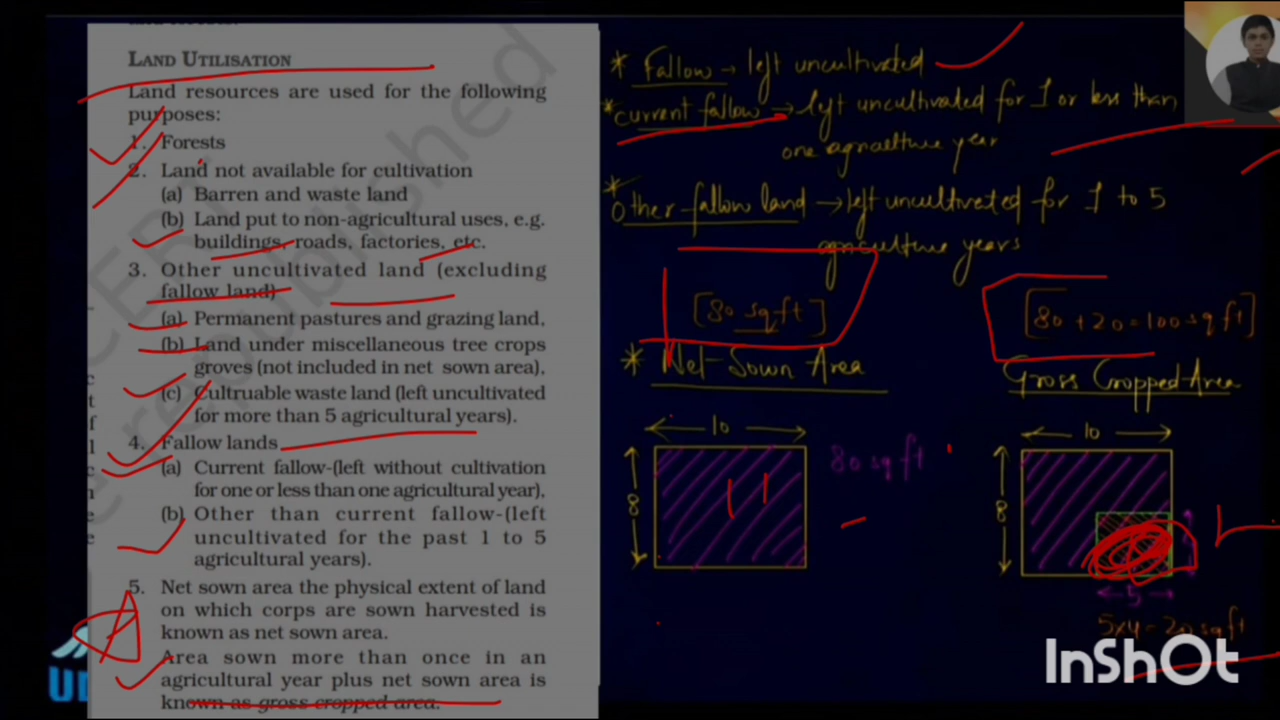 LAND UTILISATION
Land resources are used for the following
purposes:
1. Forests
2. Land not available for cultivation
(a) Barren and waste land
(b) Land put to non-agricultural uses, e.g.
buildings, roads, factories, etc.
3. Other uncultivated land (excluding
fallow land)
(a) Permanent pastures and grazing land,
(b) Land under miscellaneous tree crops
groves (not included in net sown area),
(c) Cultruable waste land (left uncultivated
for more than 5 agricultural years).
4. Fallow lands
(a) Current fallow-(left without cultivation
for one or less than one agricultural year),
(b) Other than current fallow-(left
uncultivated for the past 1 to 5
agricultural years).
5. Net sown area the physical extent of land
on which corps are sown harvested is
known as net sown area.
Area sown more than once in an
agricultural year plus net sown area is
known as gross cropped area.
* Fallow → left uncultivated
* current fallow → left uncultivated for 1 or less than
one agriculture year
* Other fallow land → left uncultivated for 1 to 5
agriculture years
[80 sq ft]
[80 + 20 = 100 sq ft]
* Net-Sown Area
Gross Cropped Area
10
8
80 sq ft
10
8
5
5x4 = 20 sq ft
InShOt